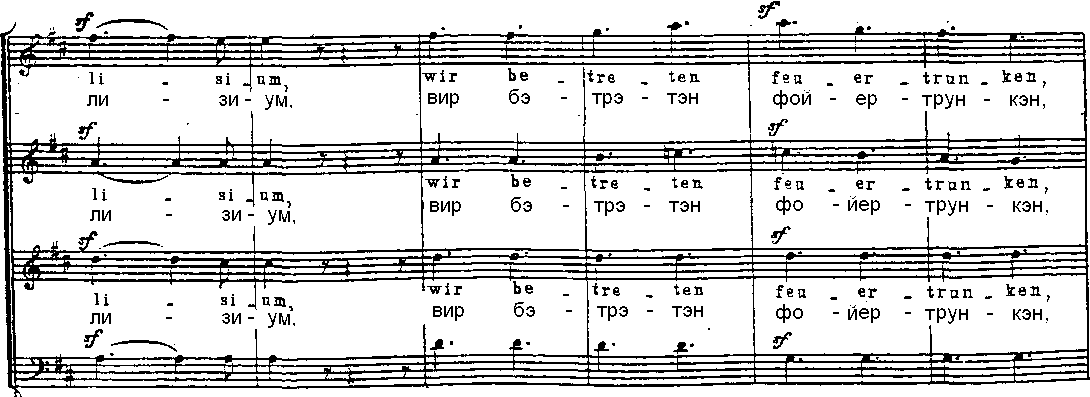 sf sf
li - si - um, wir be - tre - ten feu - er - trun - ken,
ли - зи - ум, вир бэ - трэ - тэн фой - ер - трун - кэн,
sf sf
li - si - um, wir be - tre - ten feu - er - trun - ken,
ли - зи - ум, вир бэ - трэ - тэн фо - йер - трун - кэн,
sf sf
li - si - um, wir be - tre - ten feu - er - trun - ken,
ли - зи - ум, вир бэ - трэ - тэн фо - йер - трун - кэн,
sf sf